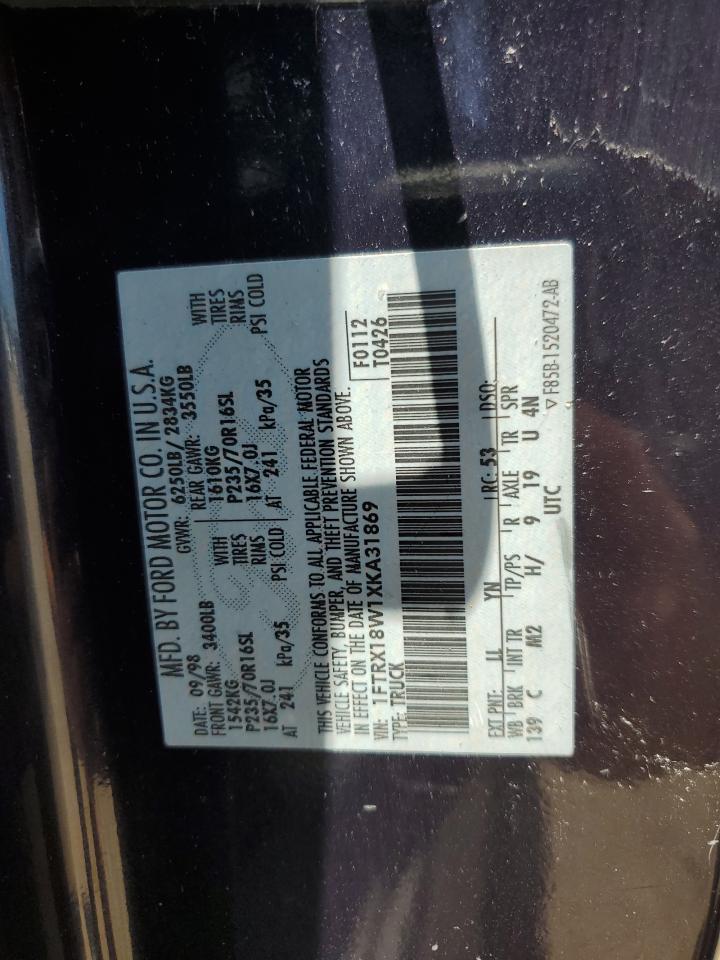 MFD. BY FORD MOTOR CO. IN U.S.A.
DATE: 09/98 GVWR: 6250LB/ 2834KG
FRONT GAWR: 3400LB REAR GAWR: 3550LB
1542KG WITH 1610KG WITH
P235/70R16SL TIRES P235/70R16SL TIRES
16X7.0J RIMS 16X7.0J RIMS
AT 241 kPa/35 PSI COLD AT 241 kPa/35 PSI COLD
THIS VEHICLE CONFORMS TO ALL APPLICABLE FEDERAL MOTOR
VEHICLE SAFETY, BUMPER, AND THEFT PREVENTION STANDARDS
IN EFFECT ON THE DATE OF MANUFACTURE SHOWN ABOVE.
VIN: 1FTRX18W1XKA31869 F0112
TYPE: TRUCK T0426
EXT PNT: LL YN RC: 53 DSO:
WB BRK INT TR TP/PS R AXLE TR SPR
139 C M2 H/ 9 19 U 4N
UTC
▽ F85B-1520472-AB